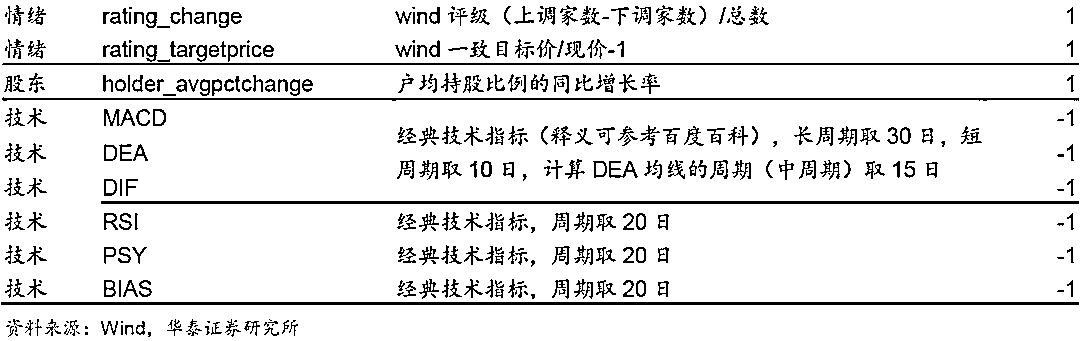 情绪 rating_change wind 评级（上调家数-下调家数）/总数 1
情绪 rating_targetprice wind 一致目标价/现价-1 1
股东 holder_avgpctchange 户均持股比例的同比增长率 1
技术 MACD -1
经典技术指标（释义可参考百度百科），长周期取 30 日，短
技术 DEA -1
周期取 10 日，计算 DEA 均线的周期（中周期）取 15 日
技术 DIF -1
技术 RSI 经典技术指标，周期取 20 日 -1
技术 PSY 经典技术指标，周期取 20 日 -1
技术 BIAS 经典技术指标，周期取 20 日 -1
资料来源：Wind，华泰证券研究所